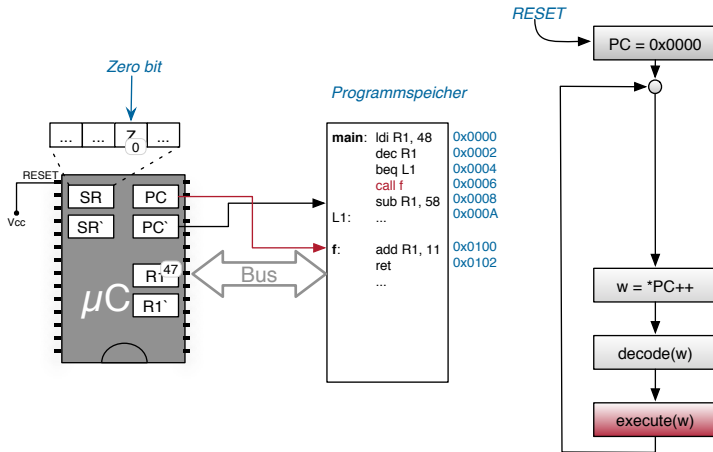 RESET
PC = 0x0000
Zero bit
Programmspeicher
... ... Z ...
0
main: ldi R1, 48 0x0000
dec R1 0x0002
beq L1 0x0004
call f 0x0006
sub R1, 58 0x0008
L1: ... 0x000A
f: add R1, 11 0x0100
ret 0x0102
...
RESET
Vcc
SR PC
SR` PC`
R1 47
R1`
µC
Bus
w = *PC++
decode(w)
execute(w)